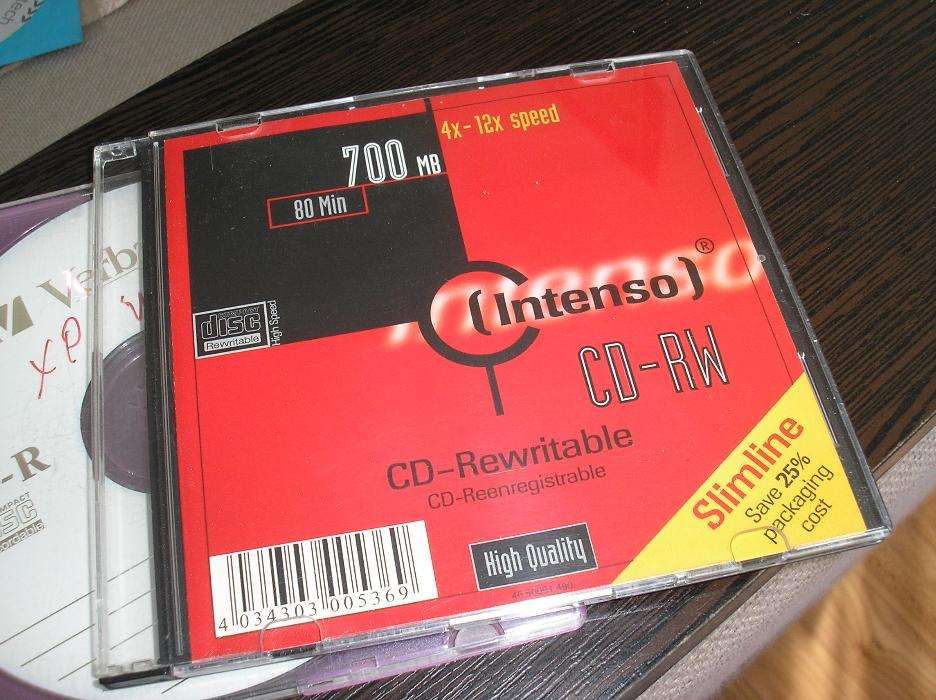 4x-12x speed
700 MB
80 Min
Intenso
(Intenso)®
disc
Rewritable
High Speed
CD-RW
CD-Rewritable
CD-Reenregistrable
Slimline
Save 25%
packaging
cost
High Quality
4 034303 005369
Verba
XP
-R
COMPACT
disc